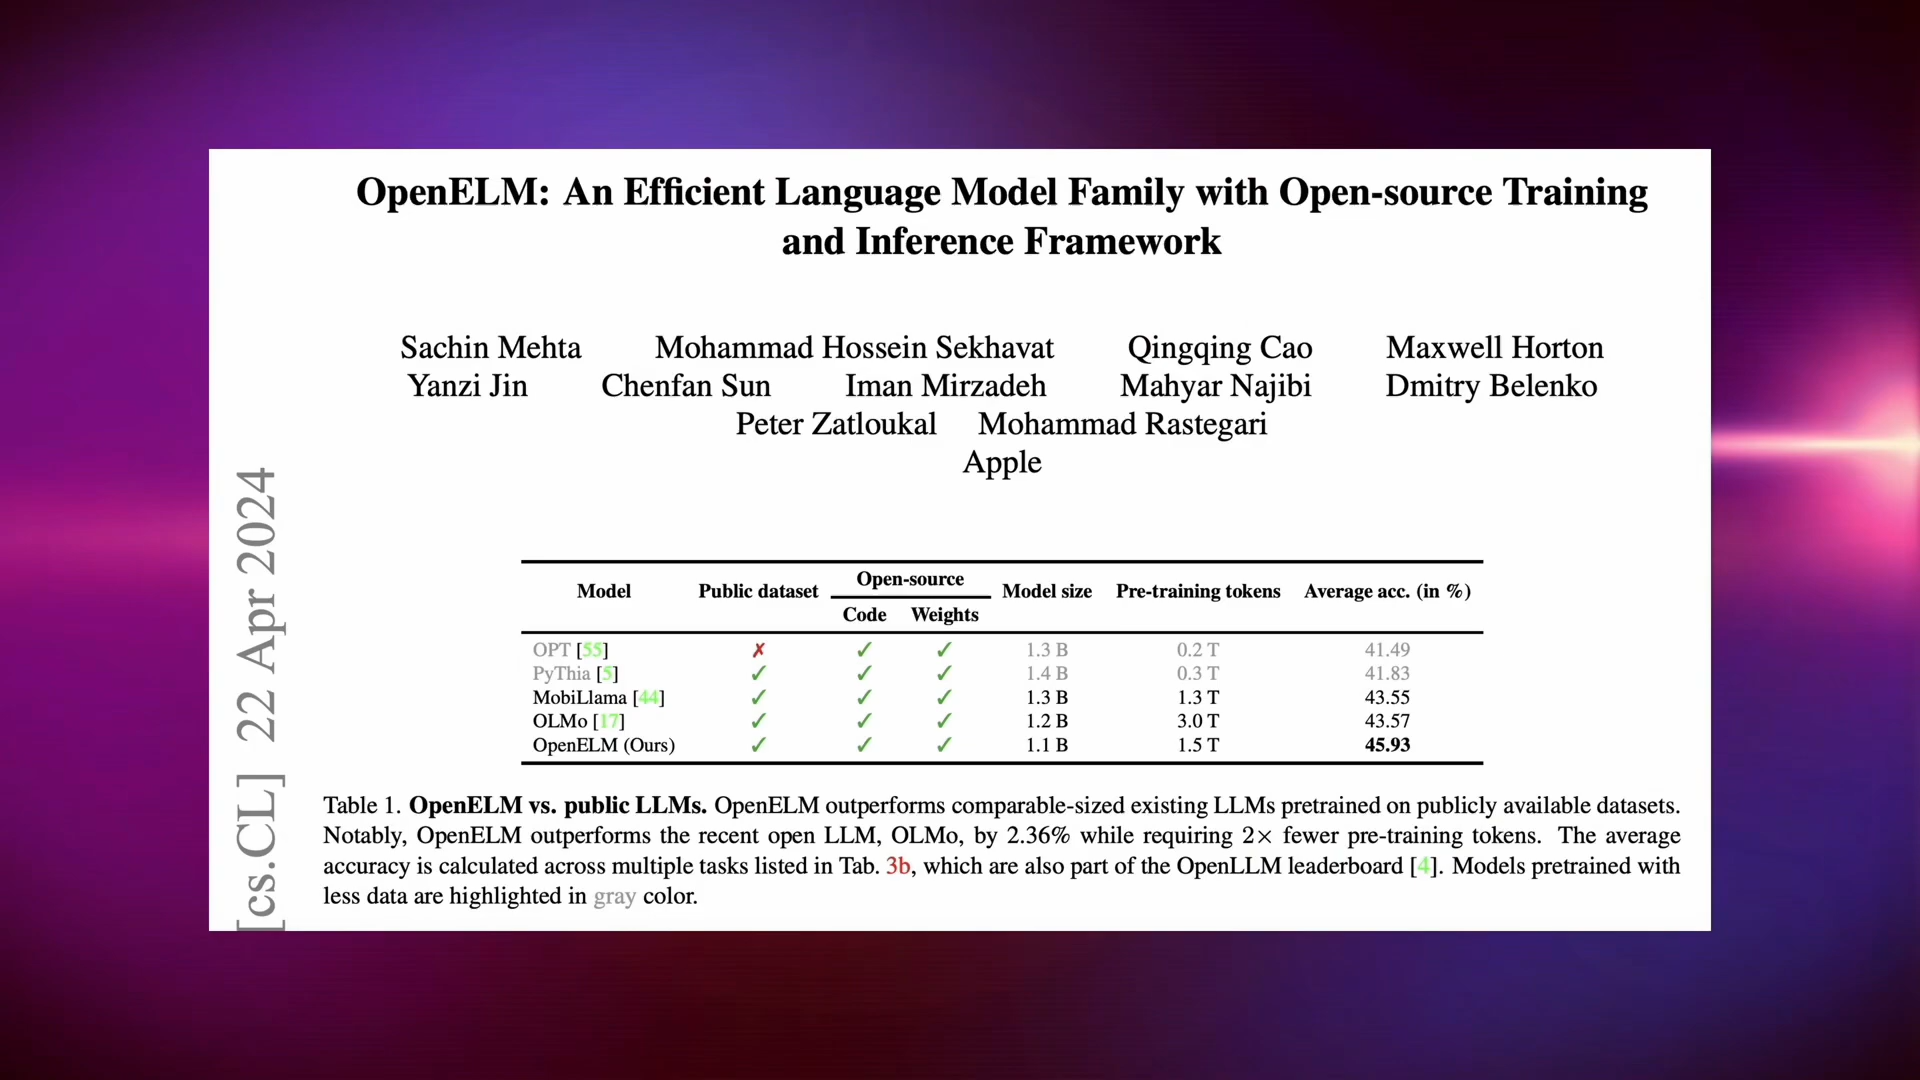 OpenELM: An Efficient Language Model Family with Open-source Training
and Inference Framework
Sachin Mehta Mohammad Hossein Sekhavat Qingqing Cao Maxwell Horton
Yanzi Jin Chenfan Sun Iman Mirzadeh Mahyar Najibi Dmitry Belenko
Peter Zatloukal Mohammad Rastegari
Apple
[cs.CL] 22 Apr 2024
Model Public dataset Open-source Model size Pre-training tokens Average acc. (in %)
Code Weights
OPT [55] ✗ ✓ ✓ 1.3 B 0.2 T 41.49
PyThia [5] ✓ ✓ ✓ 1.4 B 0.3 T 41.83
MobiLlama [44] ✓ ✓ ✓ 1.3 B 1.3 T 43.55
OLMo [17] ✓ ✓ ✓ 1.2 B 3.0 T 43.57
OpenELM (Ours) ✓ ✓ ✓ 1.1 B 1.5 T 45.93
Table 1. OpenELM vs. public LLMs. OpenELM outperforms comparable-sized existing LLMs pretrained on publicly available datasets.
Notably, OpenELM outperforms the recent open LLM, OLMo, by 2.36% while requiring 2× fewer pre-training tokens. The average
accuracy is calculated across multiple tasks listed in Tab. 3b, which are also part of the OpenLLM leaderboard [4]. Models pretrained with
less data are highlighted in gray color.